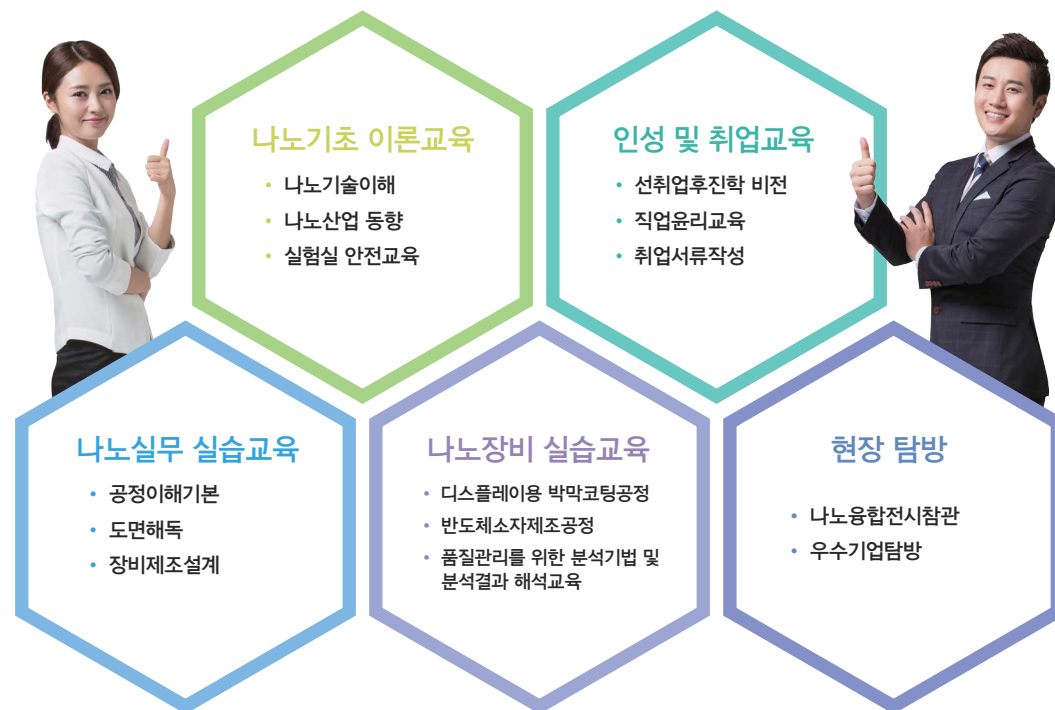 나노기초 이론교육
• 나노기술이해
• 나노산업 동향
• 실험실 안전교육
인성 및 취업교육
• 선취업후진학 비전
• 직업윤리교육
• 취업서류작성
나노실무 실습교육
• 공정이해기본
• 도면해독
• 장비제조설계
나노장비 실습교육
• 디스플레이용 박막코팅공정
• 반도체소자제조공정
• 품질관리를 위한 분석기법 및
분석결과 해석교육
현장 탐방
• 나노융합전시참관
• 우수기업탐방